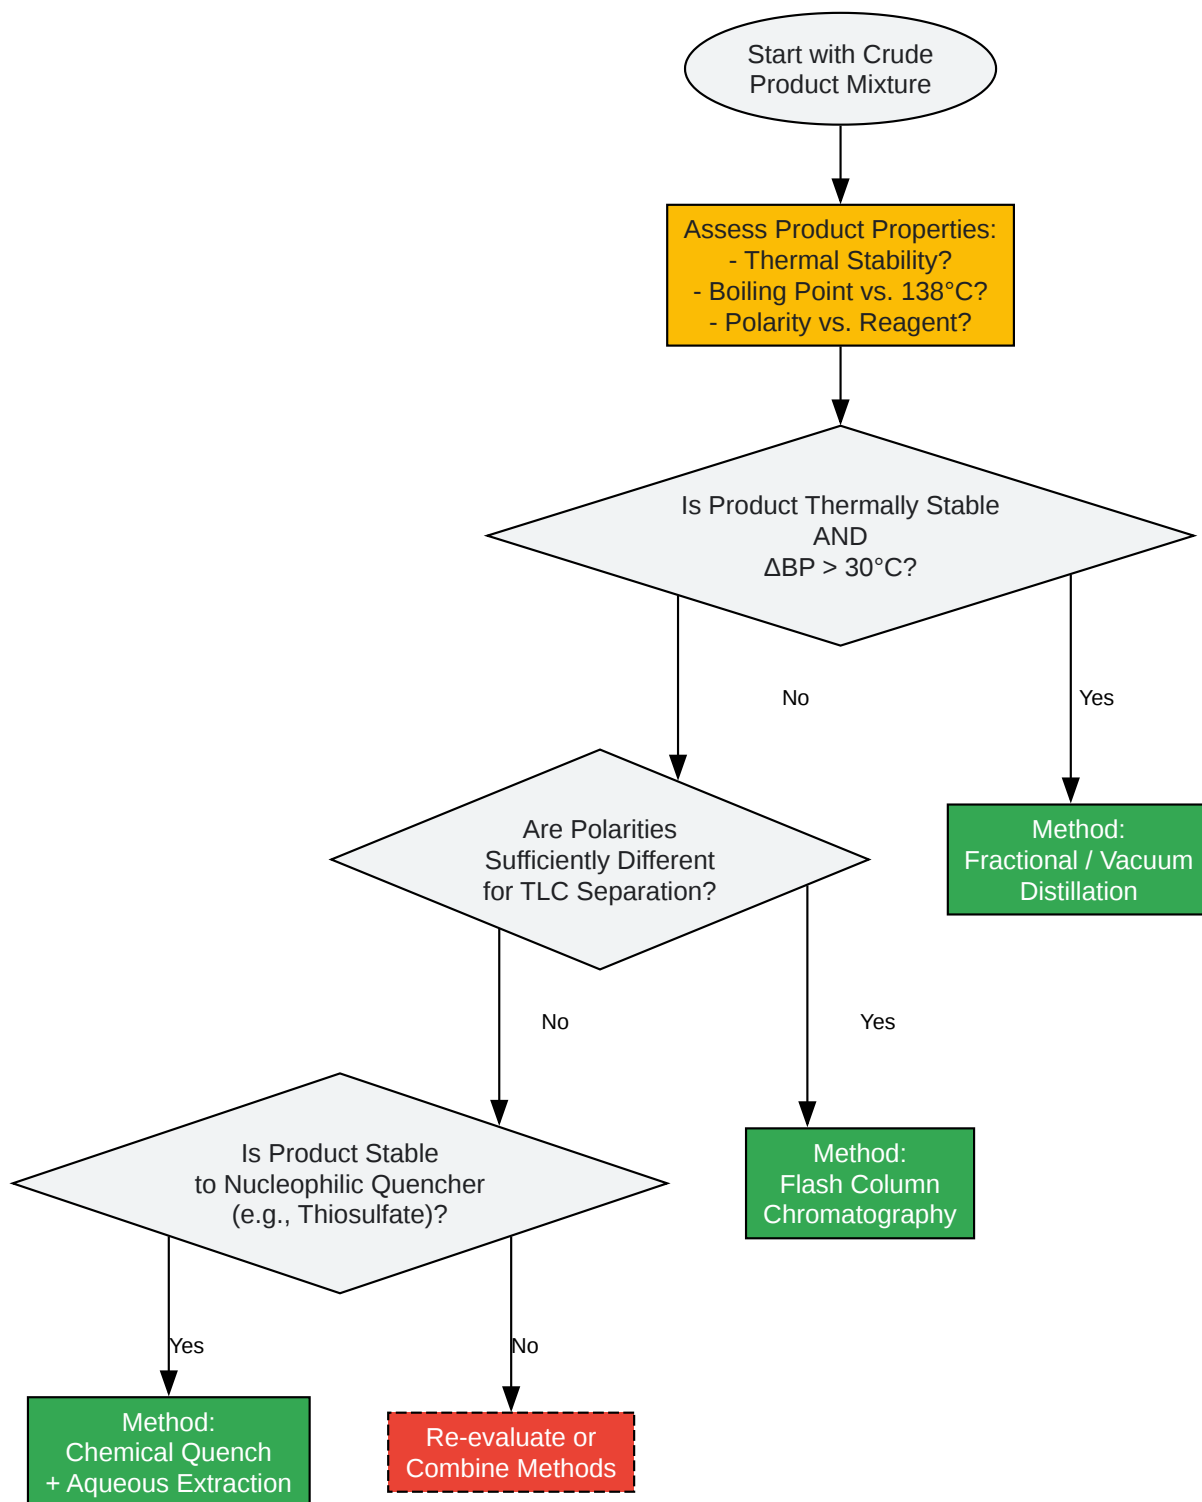 Start with Crude
Product Mixture
Assess Product Properties:
- Thermal Stability?
- Boiling Point vs. 138°C?
- Polarity vs. Reagent?
Is Product Thermally Stable
AND
ΔBP > 30°C?
No
Yes
Are Polarities
Sufficiently Different
for TLC Separation?
Method:
Fractional / Vacuum
Distillation
No
Yes
Is Product Stable
to Nucleophilic Quencher
(e.g., Thiosulfate)?
Method:
Flash Column
Chromatography
Yes
No
Method:
Chemical Quench
+ Aqueous Extraction
Re-evaluate or
Combine Methods